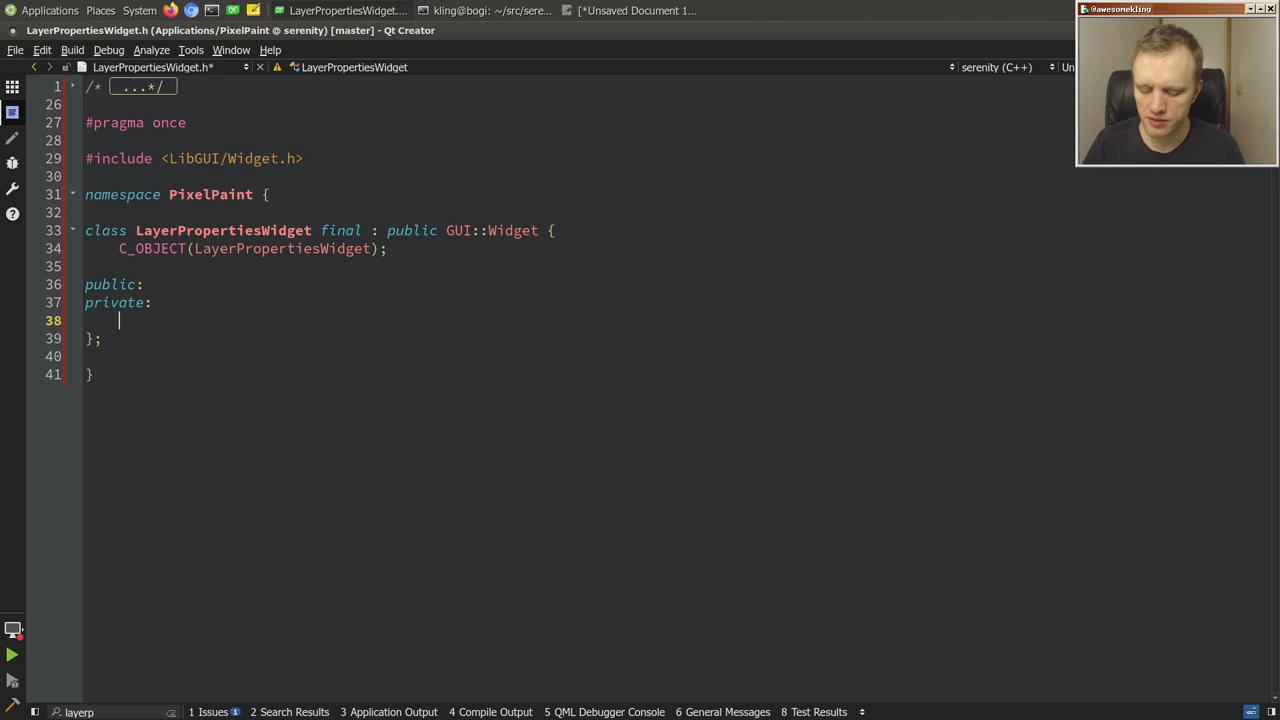 Applications Places System LayerPropertiesWidget.... kling@bogi: ~/src/sere... [*Unsaved Document 1...
@awesomekling
LayerPropertiesWidget.h (Applications/PixelPaint @ serenity) [master] - Qt Creator
File Edit Build Debug Analyze Tools Window Help
LayerPropertiesWidget.h* LayerPropertiesWidget serenity (C++) Un
1 /* ...*/
26
27 #pragma once
28
29 #include <LibGUI/Widget.h>
30
31 namespace PixelPaint {
32
33 class LayerPropertiesWidget final : public GUI::Widget {
34 C_OBJECT(LayerPropertiesWidget);
35
36 public:
37 private:
38
39 };
40
41 }
layerp 1 Issues 1 2 Search Results 3 Application Output 4 Compile Output 5 QML Debugger Console 6 General Messages 8 Test Results